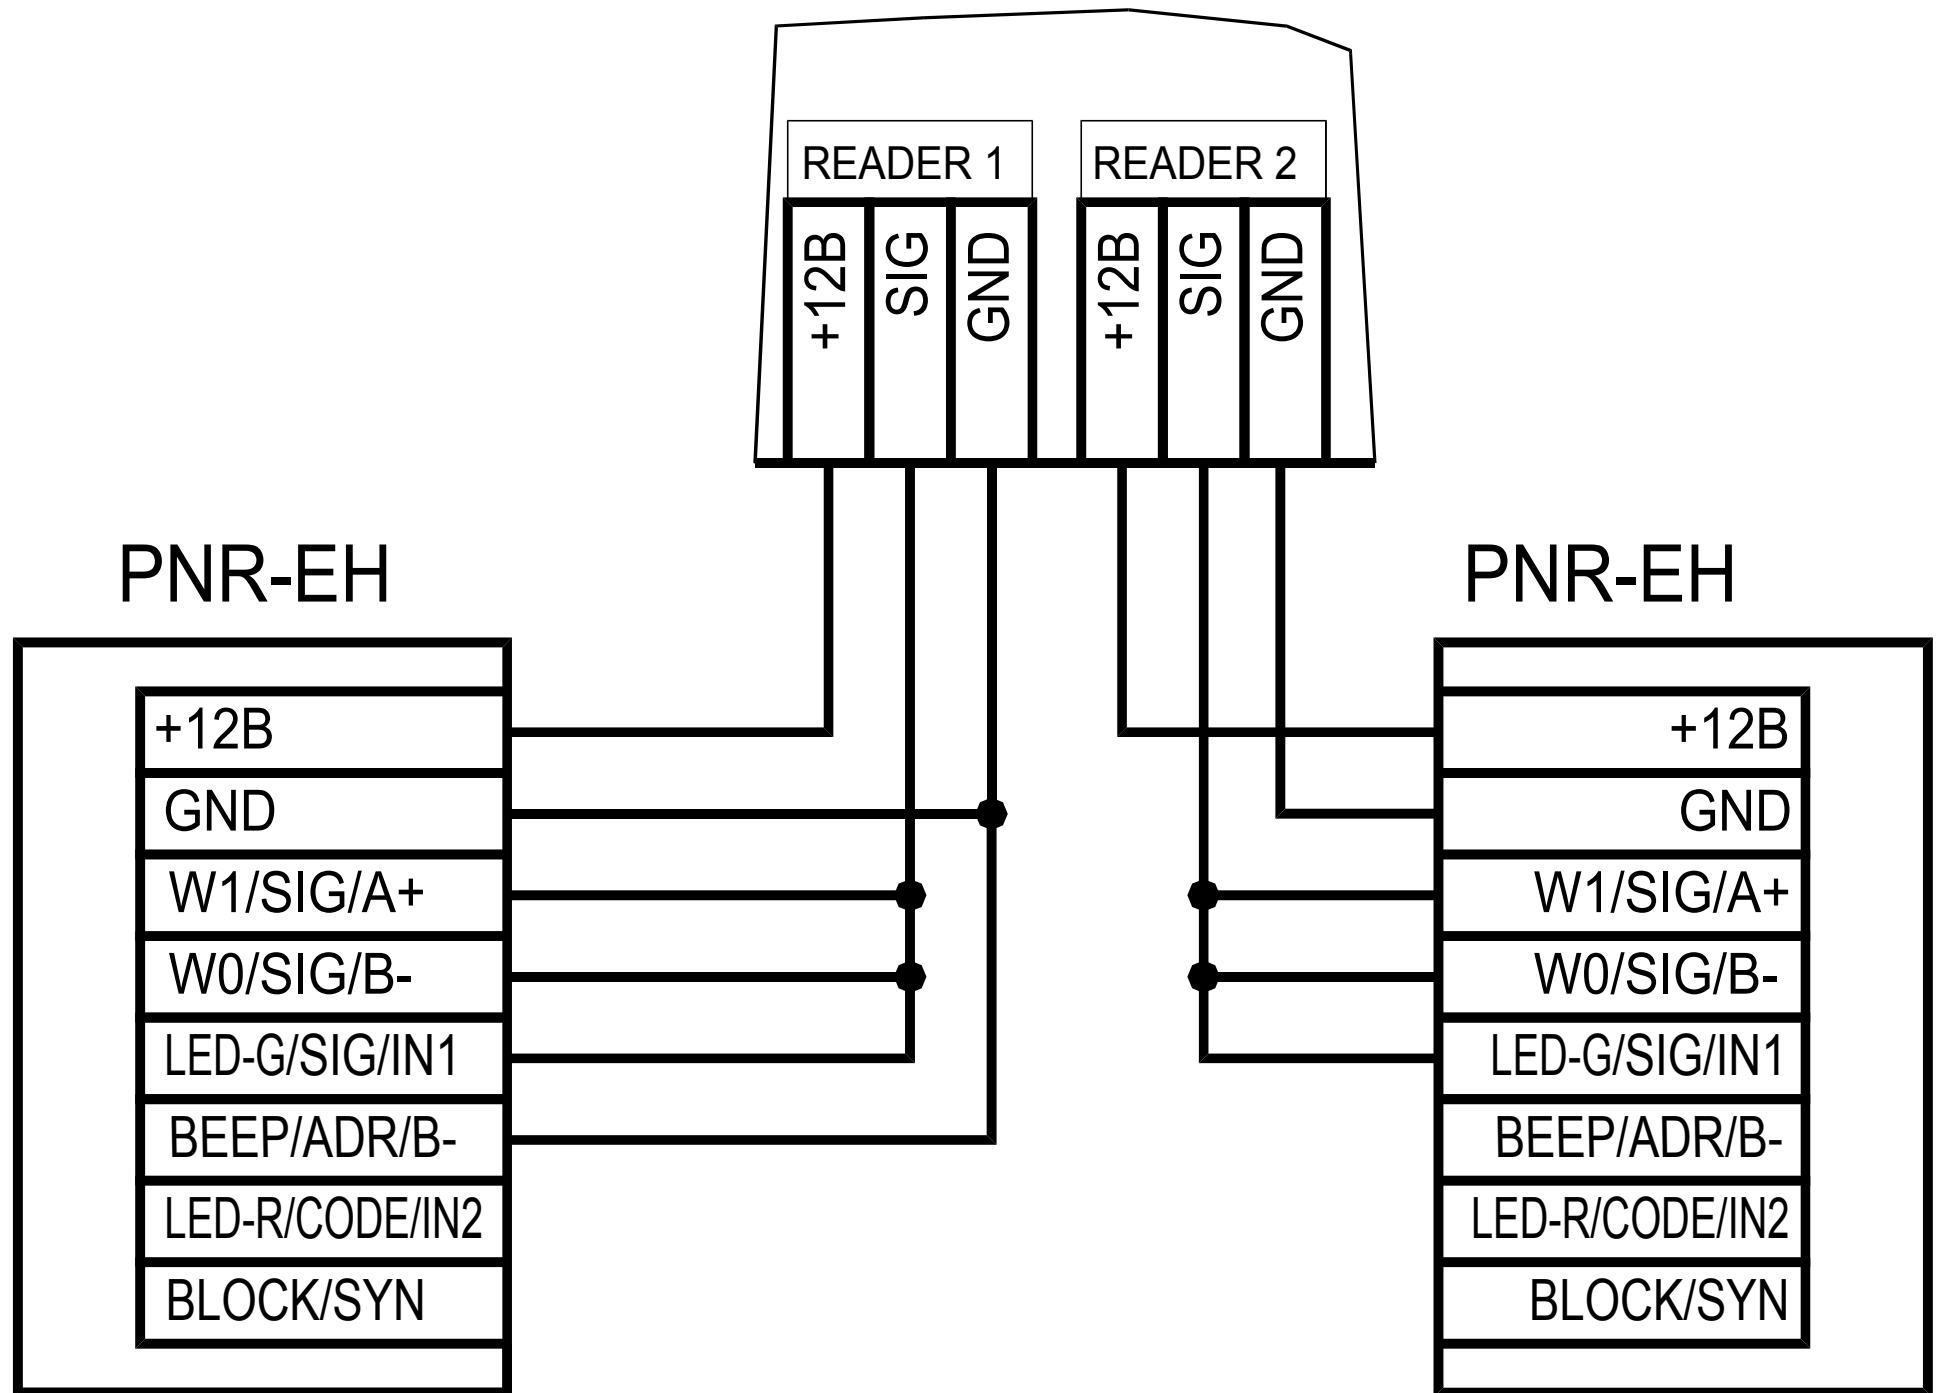 READER 1
READER 2
+12В
SIG
GND
+12В
SIG
GND
PNR-EH
PNR-EH
+12В
GND
W1/SIG/A+
W0/SIG/B-
LED-G/SIG/IN1
BEEP/ADR/B-
LED-R/CODE/IN2
BLOCK/SYN
+12В
GND
W1/SIG/A+
W0/SIG/B-
LED-G/SIG/IN1
BEEP/ADR/B-
LED-R/CODE/IN2
BLOCK/SYN